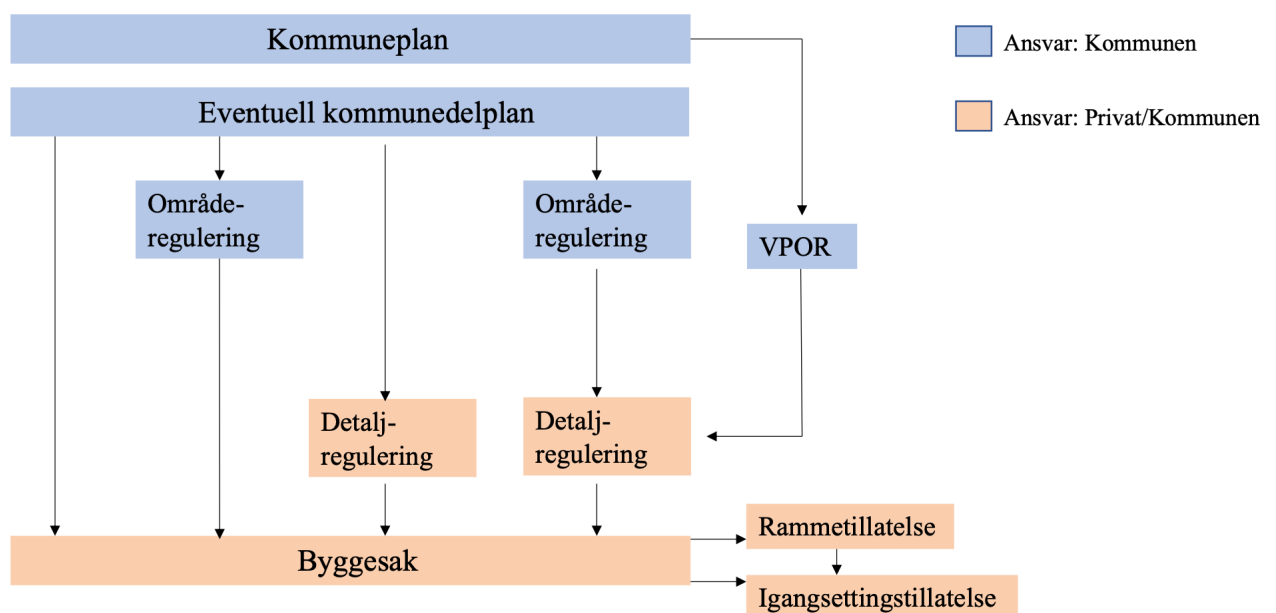 Kommuneplan
Ansvar: Kommunen
Eventuell kommunedelplan
Ansvar: Privat/Kommunen
Område-
regulering
Område-
regulering
VPOR
Detalj-
regulering
Detalj-
regulering
Rammetillatelse
Byggesak
Igangsettingstillatelse